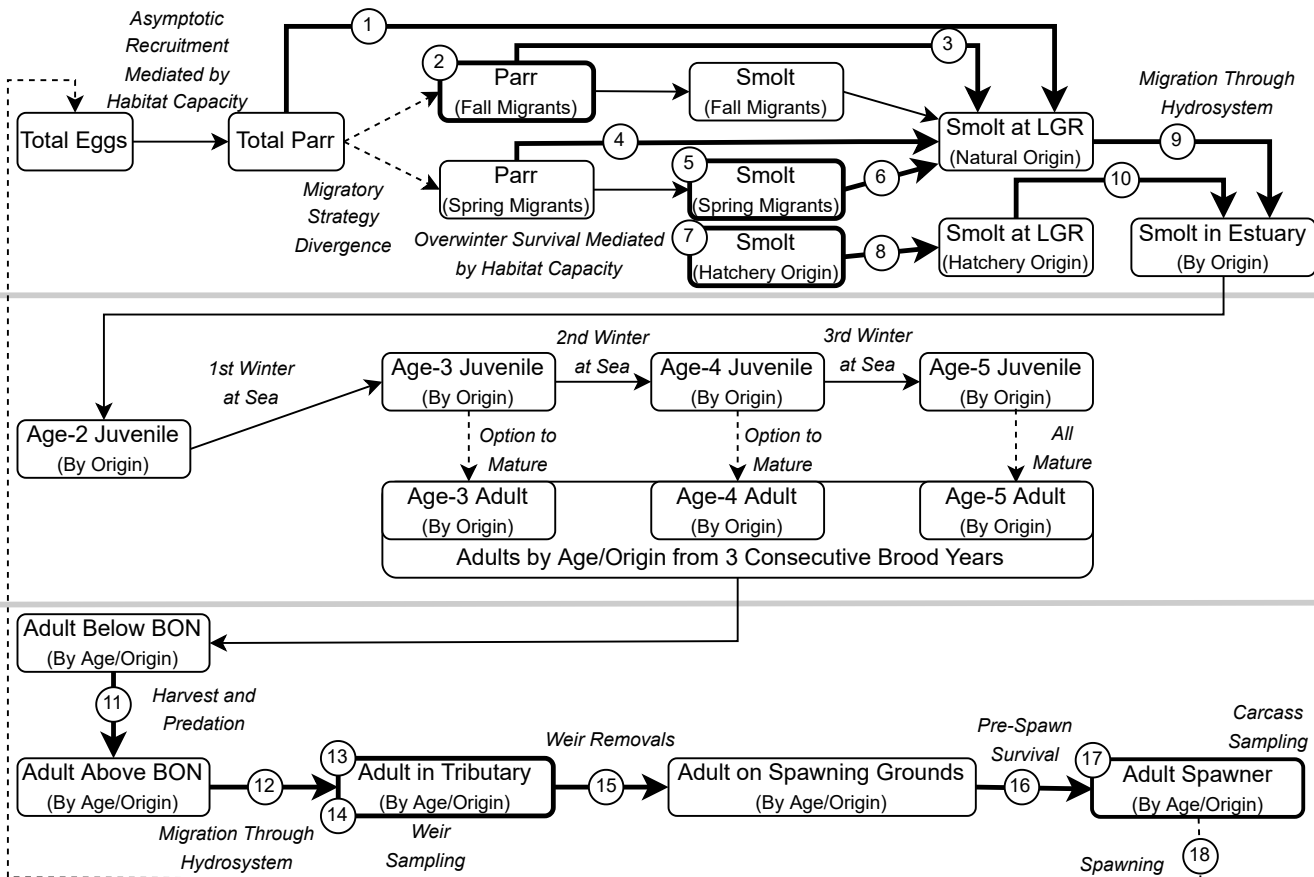 Asymptotic
Recruitment
Mediated by
Habitat Capacity
1
2
3
Parr
(Fall Migrants)
Smolt
(Fall Migrants)
Migration Through
Hydrosystem
Total Eggs
Total Parr
4
Smolt at LGR
(Natural Origin)
9
Parr
(Spring Migrants)
5
Smolt
(Spring Migrants)
6
10
Migratory
Strategy
Divergence
Overwinter Survival Mediated
by Habitat Capacity
7
Smolt
(Hatchery Origin)
8
Smolt at LGR
(Hatchery Origin)
Smolt in Estuary
(By Origin)
1st Winter
at Sea
2nd Winter
at Sea
3rd Winter
at Sea
Age-2 Juvenile
(By Origin)
Age-3 Juvenile
(By Origin)
Age-4 Juvenile
(By Origin)
Age-5 Juvenile
(By Origin)
Option to
Mature
Option to
Mature
All
Mature
Age-3 Adult
(By Origin)
Age-4 Adult
(By Origin)
Age-5 Adult
(By Origin)
Adults by Age/Origin from 3 Consecutive Brood Years
Adult Below BON
(By Age/Origin)
11
Harvest and
Predation
Adult Above BON
(By Age/Origin)
12
Migration Through
Hydrosystem
13
14
Adult in Tributary
(By Age/Origin)
Weir
Sampling
Weir Removals
15
Adult on Spawning Grounds
(By Age/Origin)
Pre-Spawn
Survival
16
Carcass
Sampling
17
Adult Spawner
(By Age/Origin)
Spawning
18